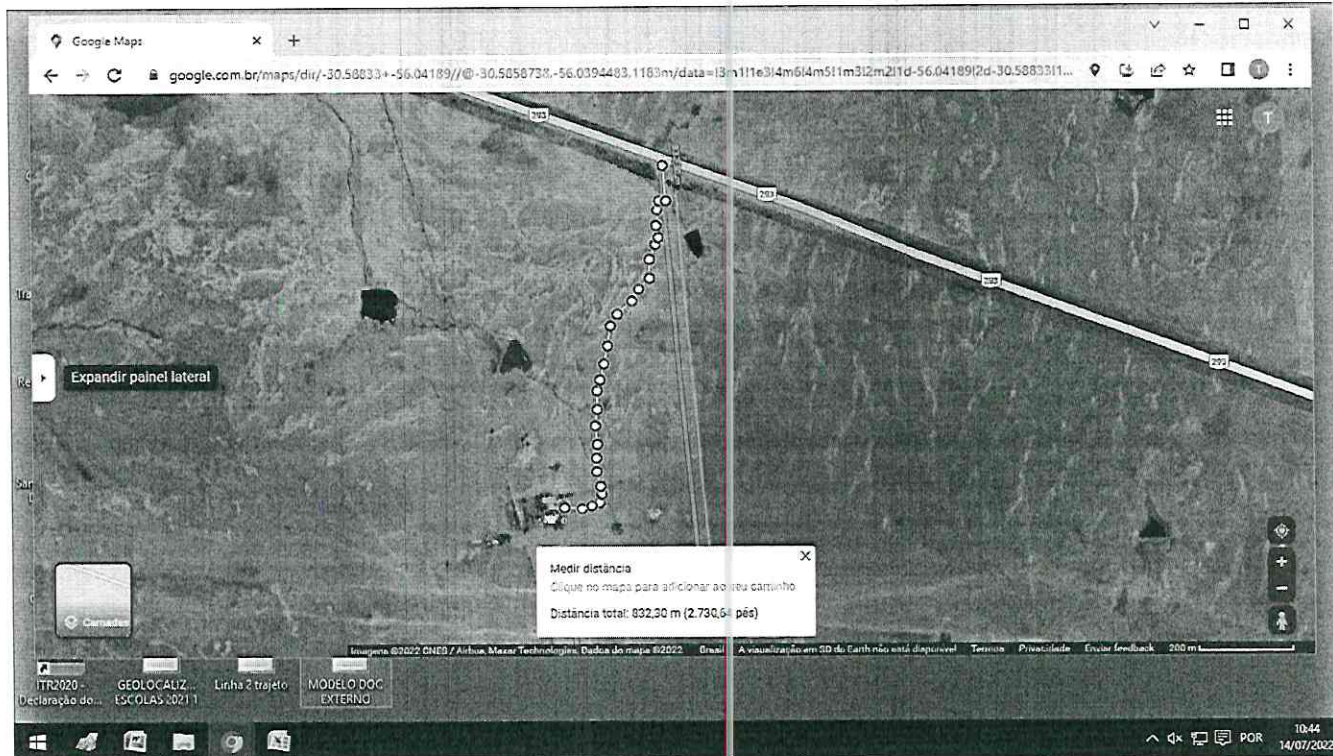 Google Maps
google.com.br/maps/dir/-30.58833+-56.04189//@-30.5858738,-56.0394483,1183m/data=!3m1!1e3!4m6!4m5!1m3!2m2!1d-56.04189!2d-30.58833!1...
T
293
293
293
293
Tra
Re
Expandir painel lateral
San
Medir distância
Clique no mapa para adicionar ao seu caminho
Distância total: 832,30 m (2.730,64 pés)
Camadas
Imagens ©2022 CNES / Airbus, Maxar Technologies, Dados do mapa ©2022 Brasil A visualização em 3D do Earth não está disponível Termos Privacidade Enviar feedback 200 m
ITR2020 - Declaração do...
GEOLOCALIZ... ESCOLAS 2021 1
Linha 2 trajeto
MODELO DOC EXTERNO
POR
10:44
14/07/2022